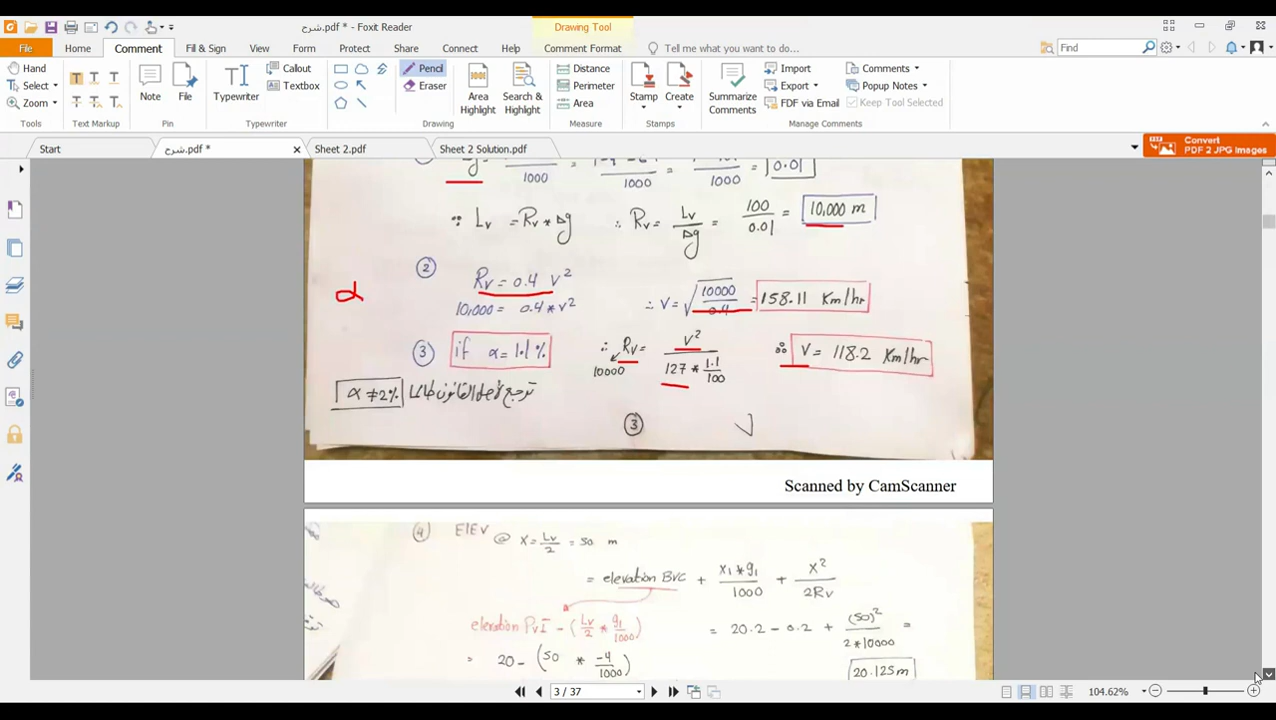 شرح.pdf * - Foxit Reader
Drawing Tool
File Home Comment Fill & Sign View Form Protect Share Connect Help Comment Format Tell me what you want to do... Find
Hand
Select
Zoom
Tools
Text Markup
Note
File
Pin
Typewriter
Callout
Textbox
Typewriter
Pencil
Eraser
Drawing
Area Highlight
Search & Highlight
Distance
Perimeter
Area
Measure
Stamp
Create
Stamps
Summarize Comments
Import
Export
FDF via Email
Comments
Popup Notes
Keep Tool Selected
Manage Comments
Start
شرح.pdf *
Sheet 2.pdf
Sheet 2 Solution.pdf
Convert PDF 2 JPG Images
g = 1000 = 1000 = 1000 = 0.01
∵ Lv = Rv * Δg ∴ Rv = Lv / Δg = 100 / 0.01 = 10,000 m
② Rv = 0.4 V²
α
10,000 = 0.4 * V² ∴ V = √(10000 / 0.4) = 158.11 Km/hr
③ if α = 1.1 % ∴ Rv = V² / (127 * 1.1/100) ∴ V = 118.2 Km/hr
10000
α ≠ 2%
③
Scanned by CamScanner
④ ElEV @ X = Lv/2 = 50 m
= elevation BVC + X1 * g1 / 1000 + X² / 2Rv
elevation PvI - (Lv/2 * g1/1000) = 20.2 - 0.2 + (50)² / 2*10000 =
= 20 - (50 * -4/1000)
20.125 m
3 / 37
104.62%